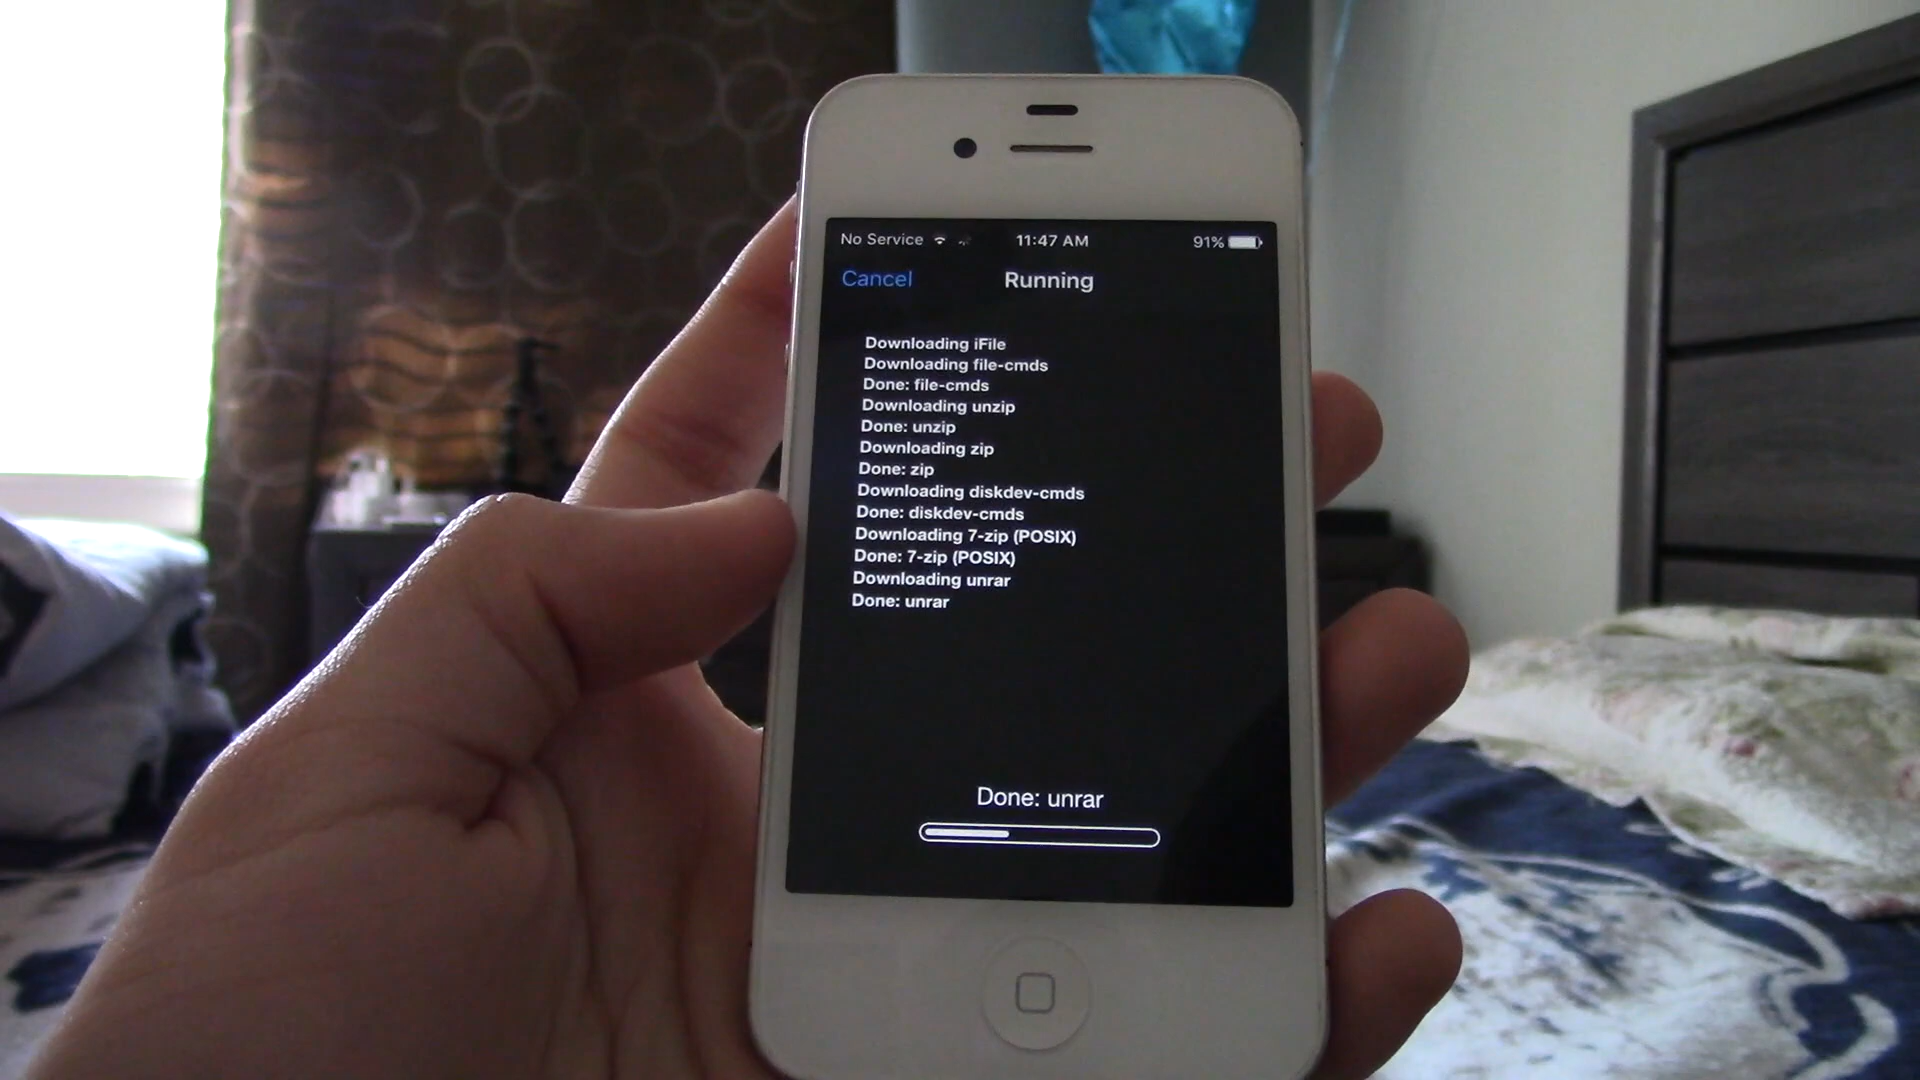 No Service 11:47 AM 91%
Cancel Running
Downloading iFile
Downloading file-cmds
Done: file-cmds
Downloading unzip
Done: unzip
Downloading zip
Done: zip
Downloading diskdev-cmds
Done: diskdev-cmds
Downloading 7-zip (POSIX)
Done: 7-zip (POSIX)
Downloading unrar
Done: unrar
Done: unrar